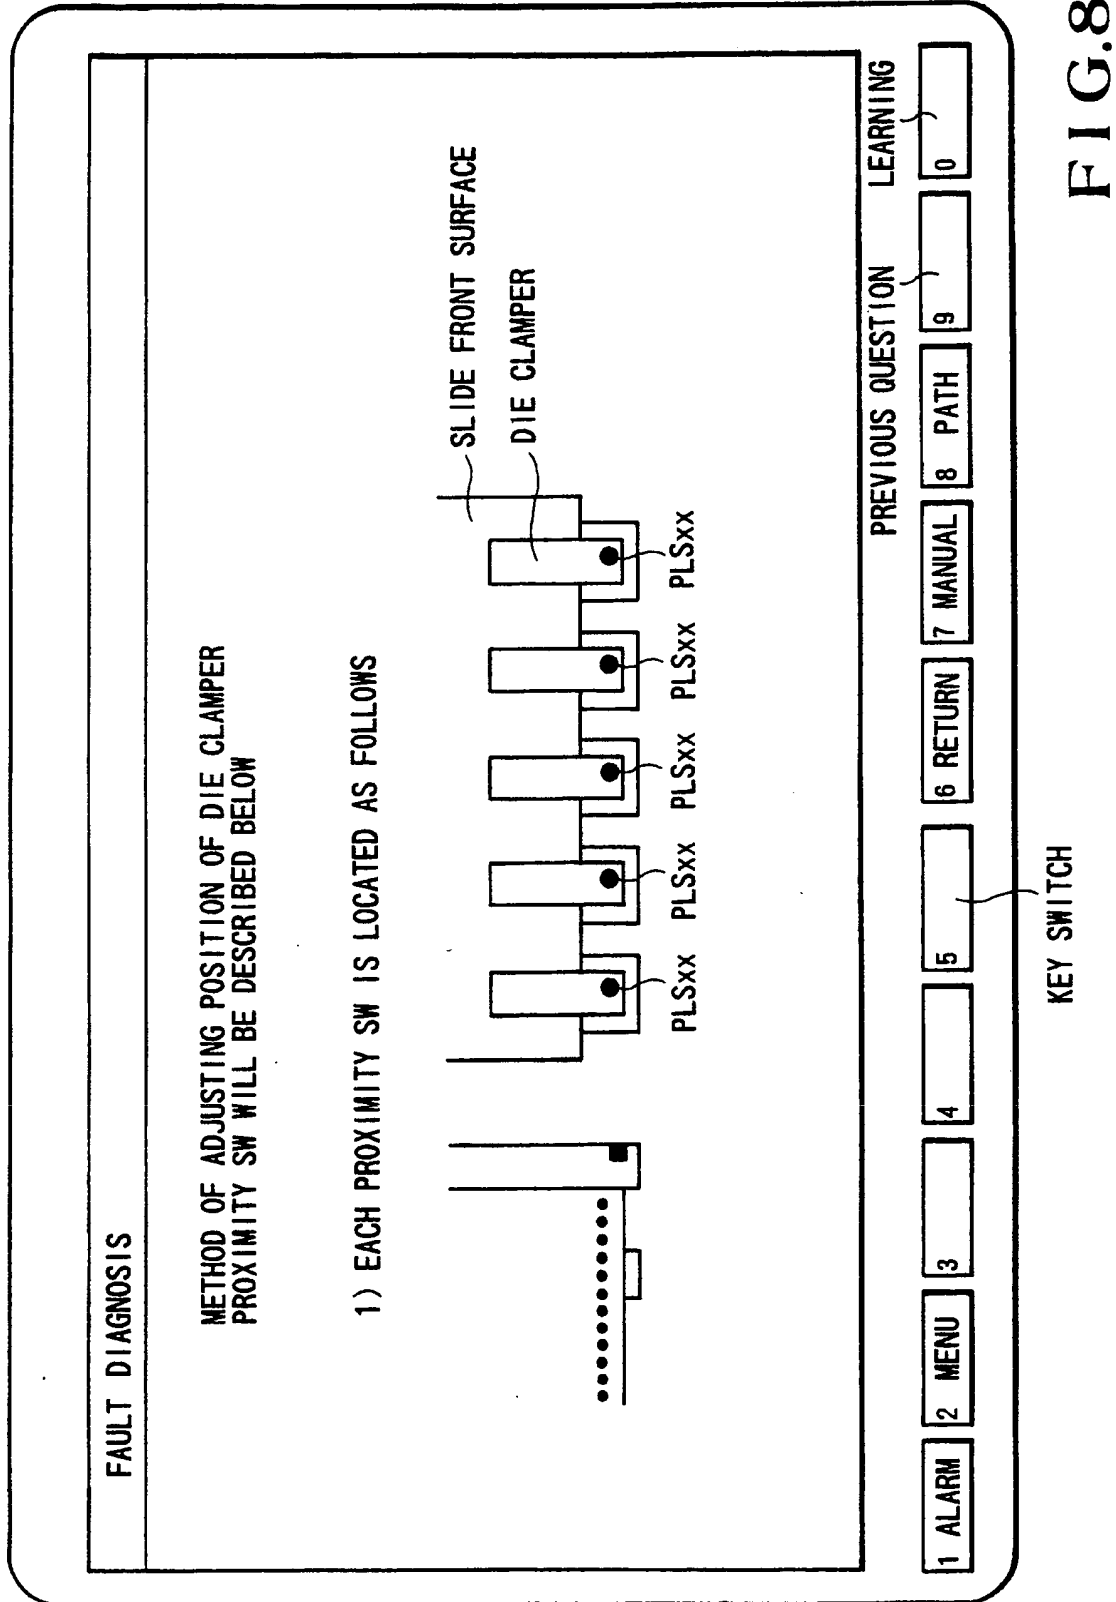 FAULT DIAGNOSIS
METHOD OF ADJUSTING POSITION OF DIE CLAMPER
PROXIMITY SW WILL BE DESCRIBED BELOW
1) EACH PROXIMITY SW IS LOCATED AS FOLLOWS
SLIDE FRONT SURFACE
DIE CLAMPER
PLSxx PLSxx PLSxx PLSxx PLSxx
PREVIOUS QUESTION LEARNING
1 ALARM 2 MENU 3 4 5 6 RETURN 7 MANUAL 8 PATH 9 0
KEY SWITCH
FIG.8